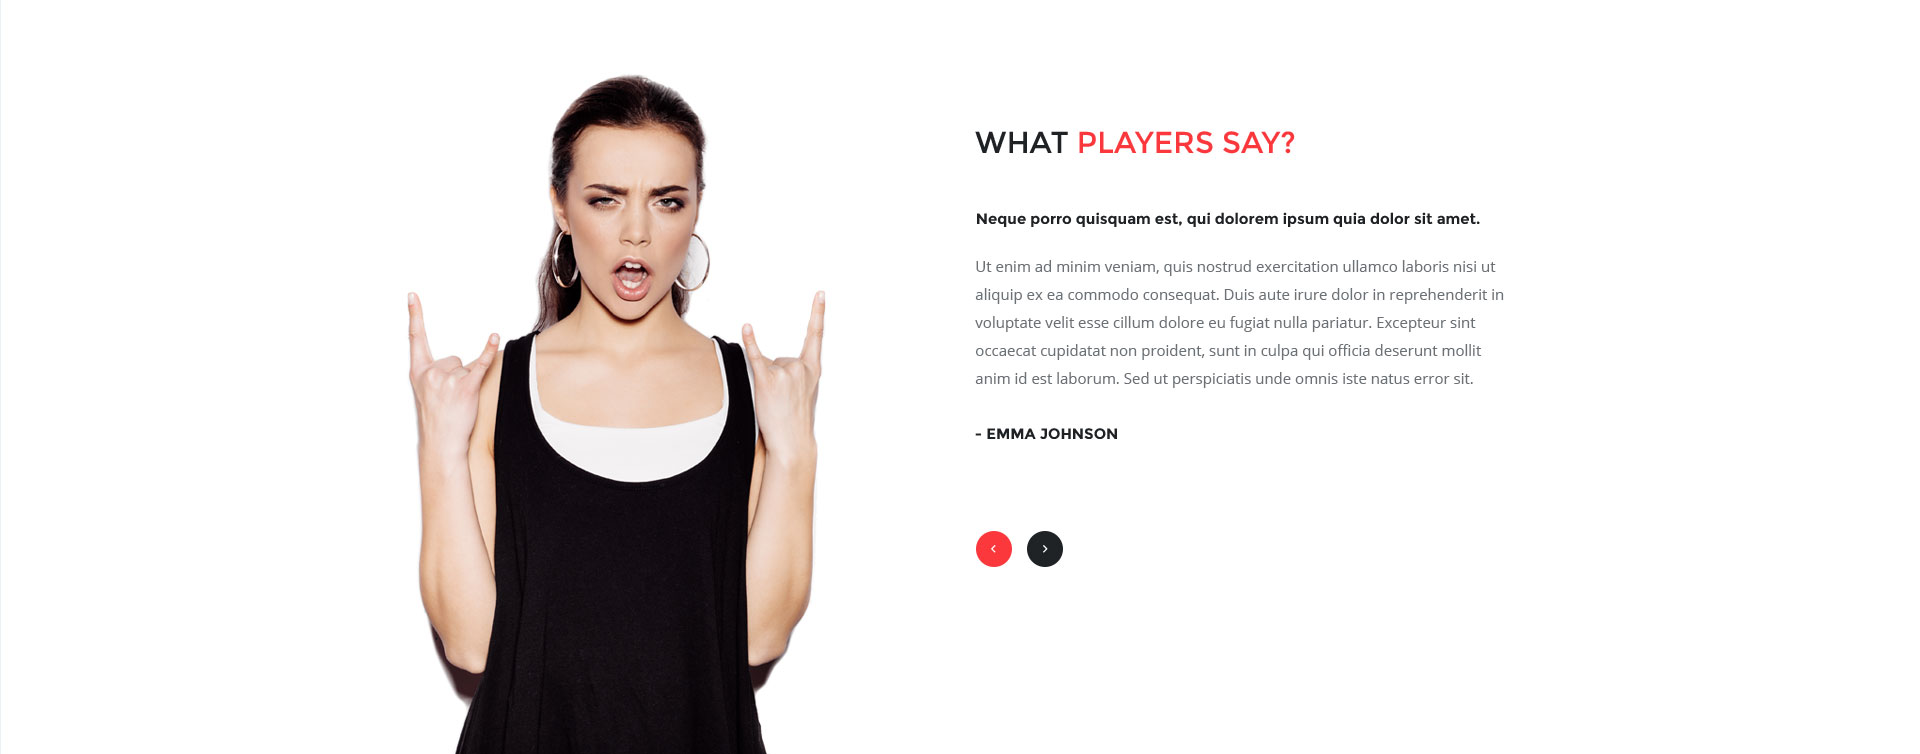 WHAT PLAYERS SAY?
Neque porro quisquam est, qui dolorem ipsum quia dolor sit amet.
Ut enim ad minim veniam, quis nostrud exercitation ullamco laboris nisi ut
aliquip ex ea commodo consequat. Duis aute irure dolor in reprehenderit in
voluptate velit esse cillum dolore eu fugiat nulla pariatur. Excepteur sint
occaecat cupidatat non proident, sunt in culpa qui officia deserunt mollit
anim id est laborum. Sed ut perspiciatis unde omnis iste natus error sit.
- EMMA JOHNSON